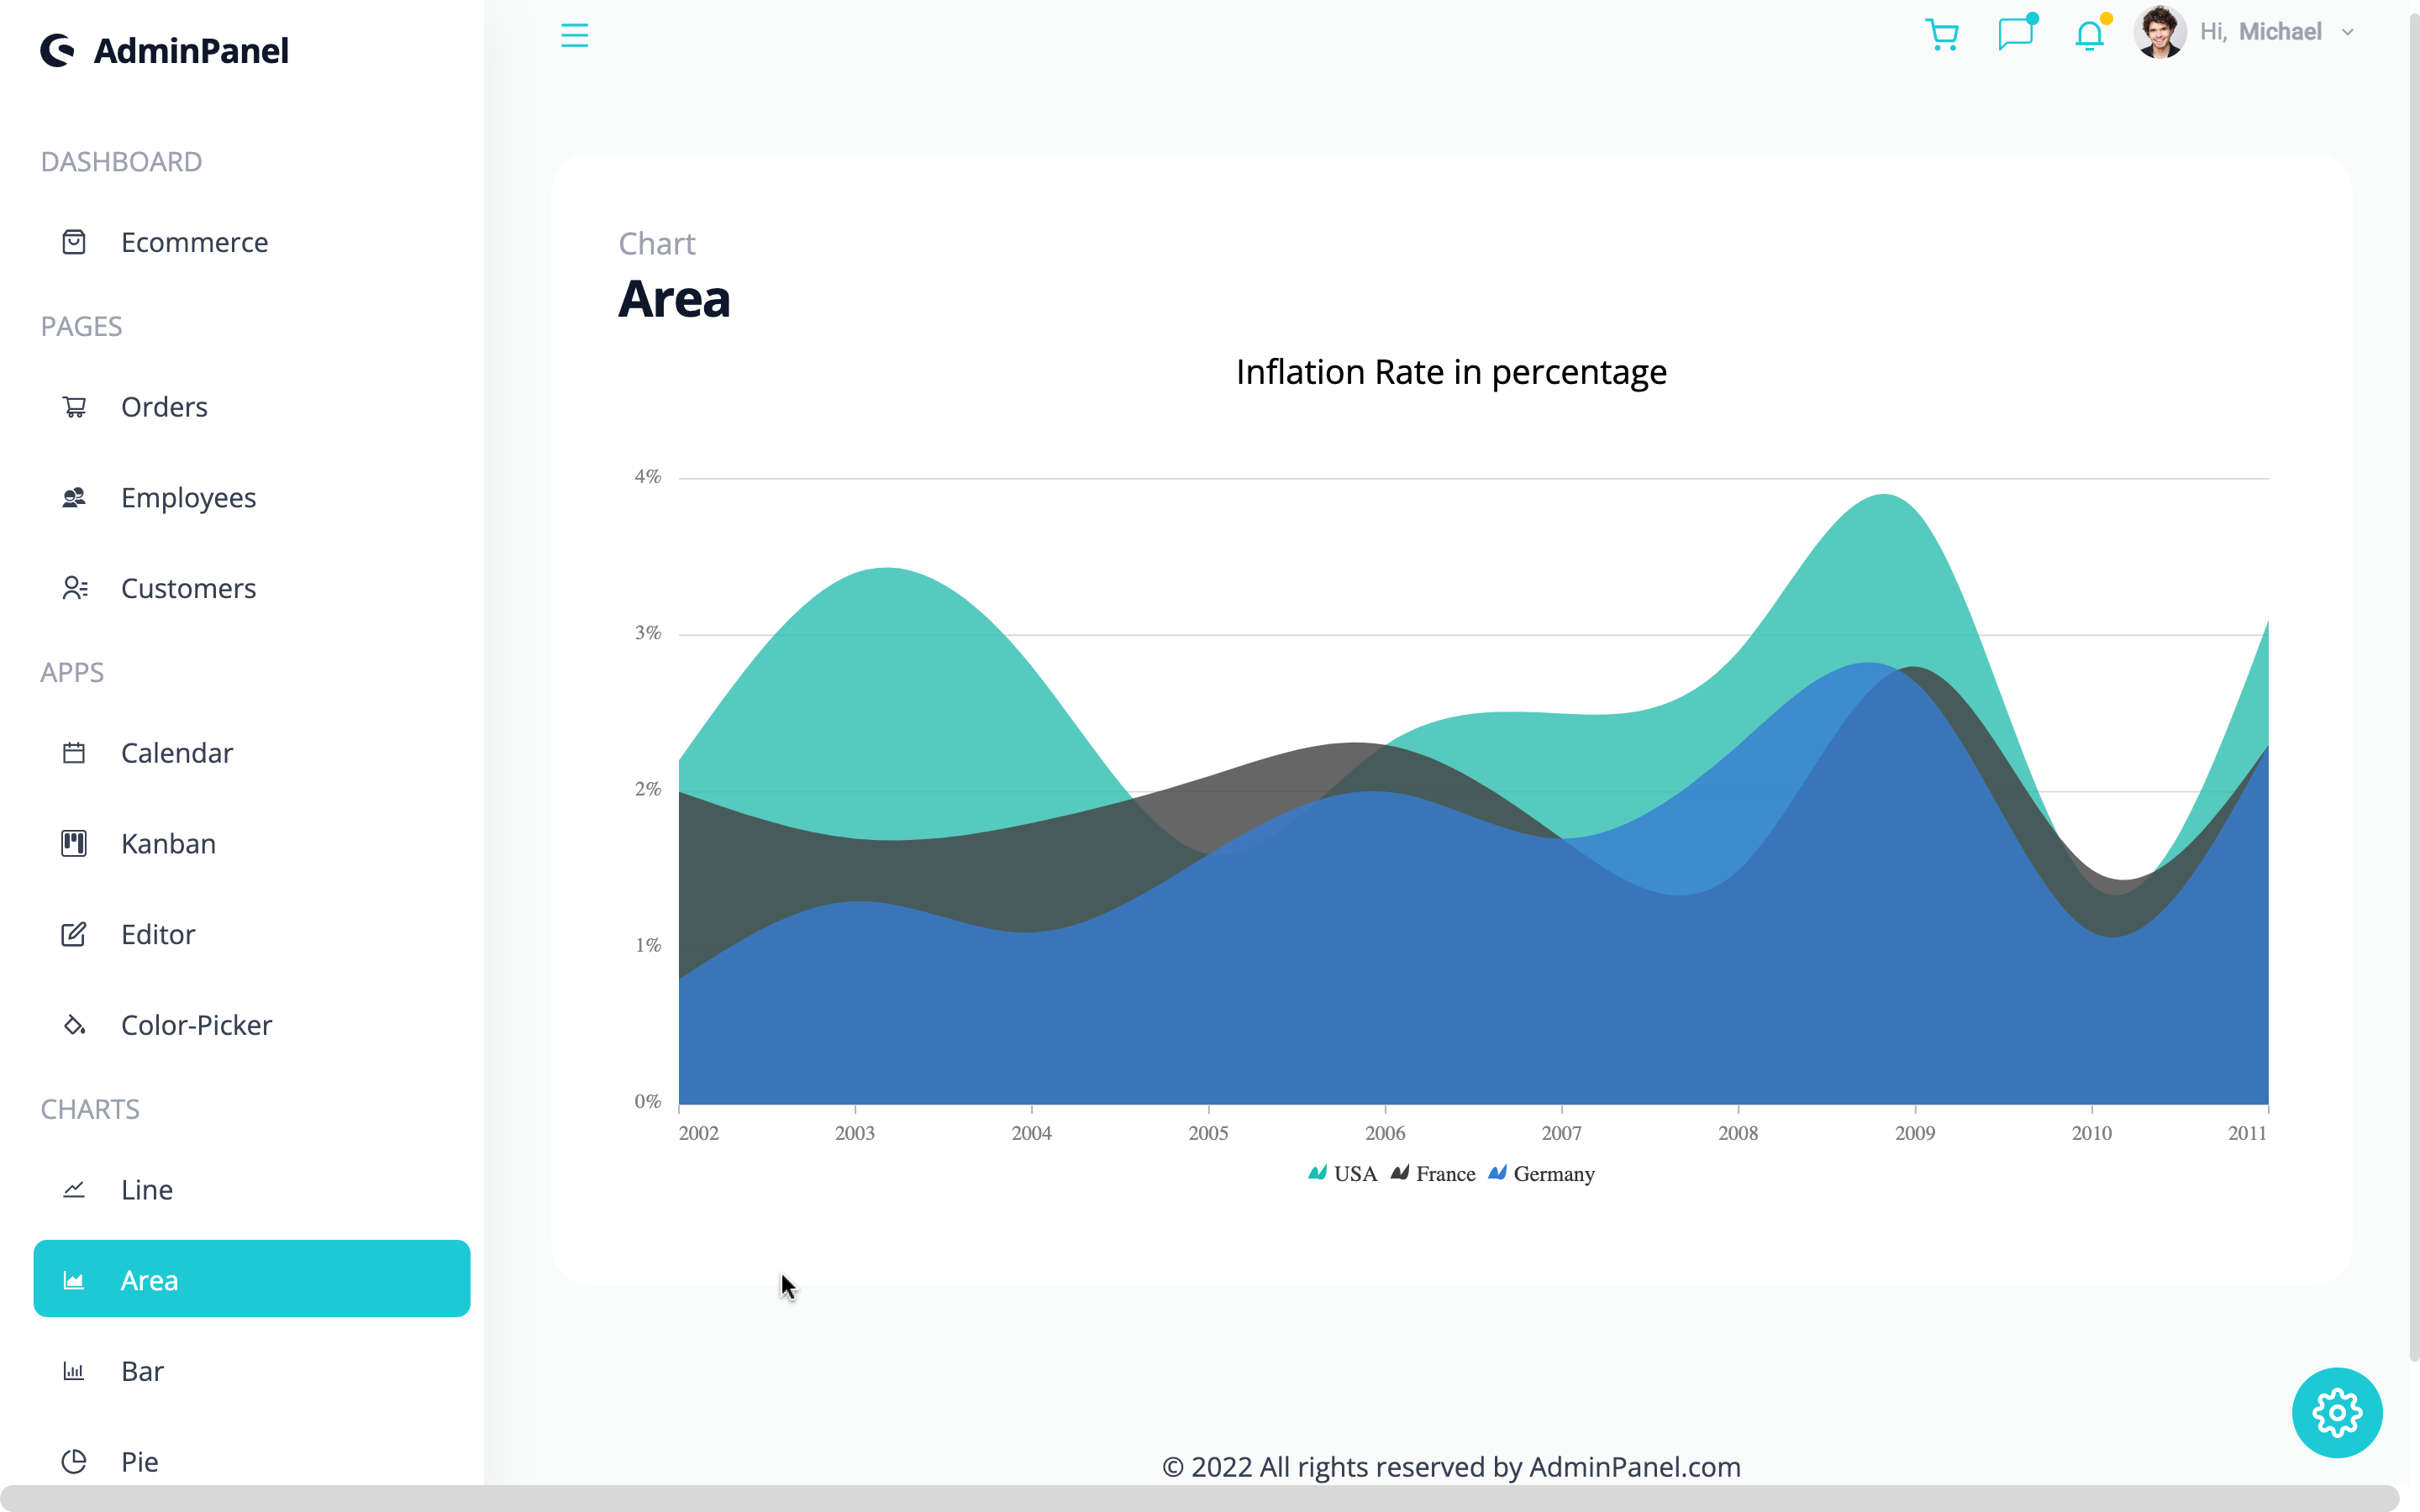 AdminPanel
DASHBOARD
Ecommerce
PAGES
Orders
Employees
Customers
APPS
Calendar
Kanban
Editor
Color-Picker
CHARTS
Line
Area
Bar
Pie
Hi, Michael
Chart
Area
Inflation Rate in percentage
4%
3%
2%
1%
0%
2002 2003 2004 2005 2006 2007 2008 2009 2010 2011
USA France Germany
© 2022 All rights reserved by AdminPanel.com